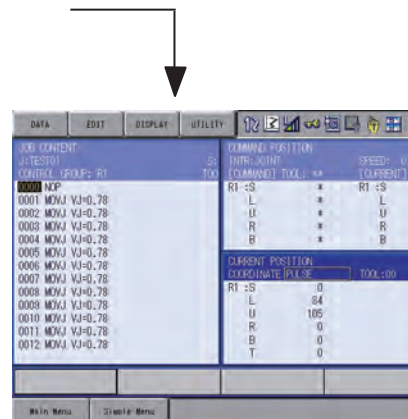 DATA EDIT DISPLAY UTILITY
JOB CONTENT
J:TEST01 S:
CONTROL GROUP: R1 TOO
0000 NOP
0001 MOVJ VJ=0.78
0002 MOVJ VJ=0.78
0003 MOVJ VJ=0.78
0004 MOVJ VJ=0.78
0005 MOVJ VJ=0.78
0006 MOVJ VJ=0.78
0007 MOVJ VJ=0.78
0008 MOVJ VJ=0.78
0009 MOVJ VJ=0.78
0010 MOVJ VJ=0.78
0011 MOVJ VJ=0.78
0012 MOVJ VJ=0.78
COMMAND POSITION
INTR:JOINT SPEED: 0
[COMMAND] TOOL: ** [CURRENT]
R1 :S * R1 :S
L * L
U * U
R * R
B * B
CURRENT POSITION
COORDINATE PULSE TOOL:00
R1 :S 0
L 84
U 105
R 0
B 0
T 0
Main Menu Simple Menu